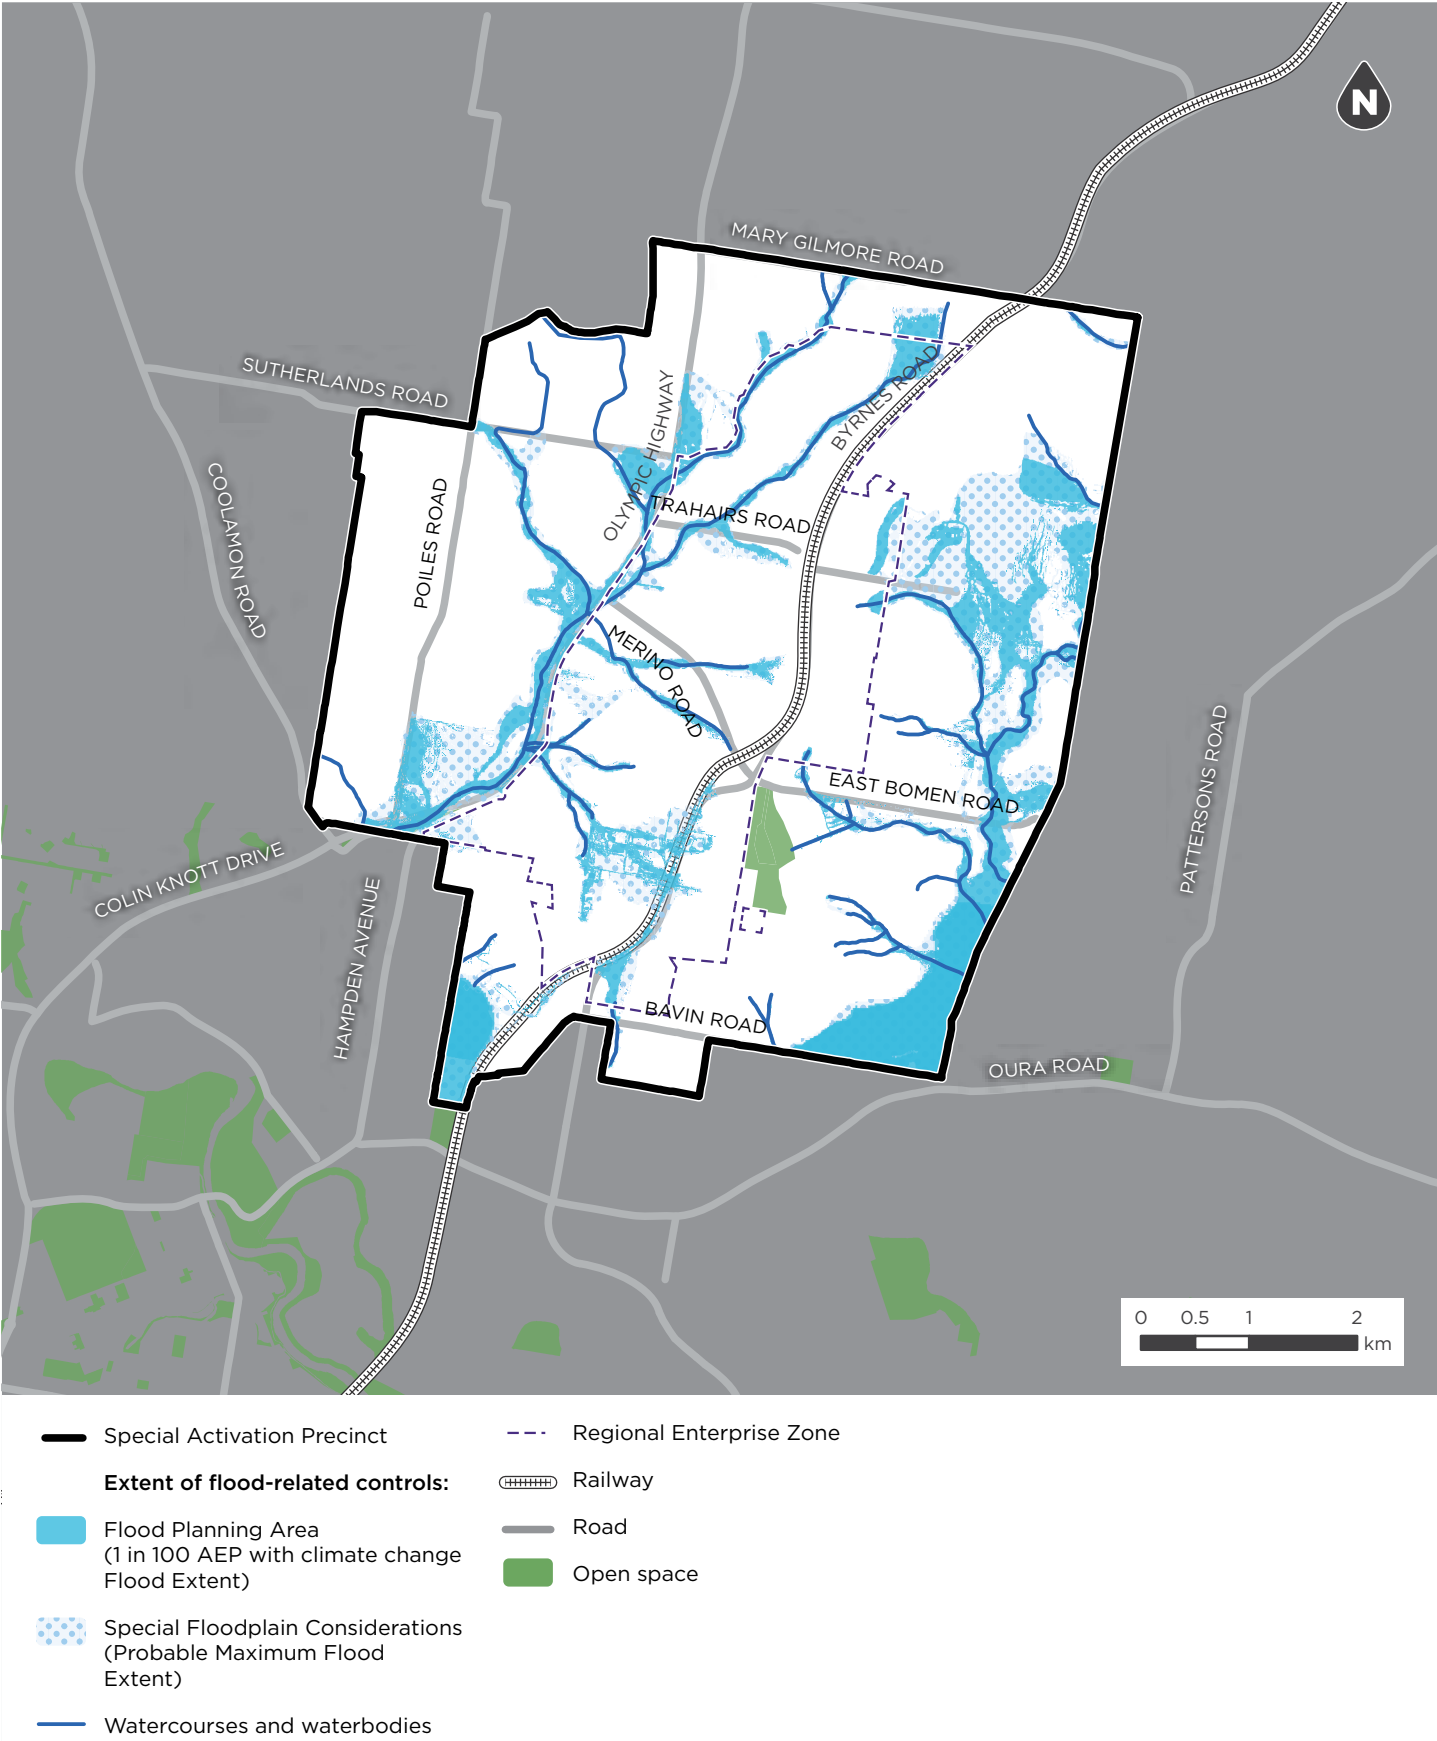 N
MARY GILMORE ROAD
SUTHERLANDS ROAD
BYRNES ROAD
OLYMPIC HIGHWAY
COOLAMON ROAD
POILES ROAD
TRAHAIRS ROAD
MERINO ROAD
EAST BOMEN ROAD
PATTERSONS ROAD
COLIN KNOTT DRIVE
HAMPDEN AVENUE
BAVIN ROAD
OURA ROAD
0 0.5 1 2
km
Special Activation Precinct
Extent of flood-related controls:
Flood Planning Area
(1 in 100 AEP with climate change
Flood Extent)
Special Floodplain Considerations
(Probable Maximum Flood
Extent)
Watercourses and waterbodies
Regional Enterprise Zone
Railway
Road
Open space